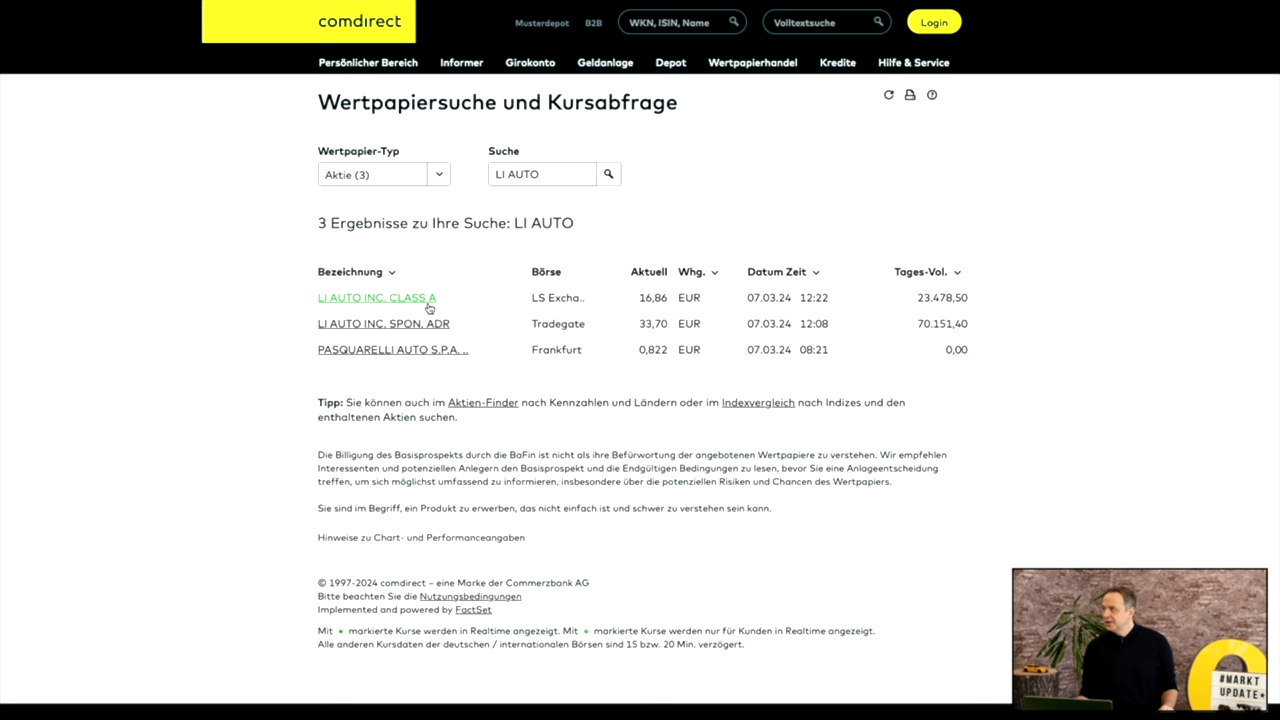 comdirect
Musterdepot B2B WKN, ISIN, Name Volltextsuche Login
Persönlicher Bereich Informer Girokonto Geldanlage Depot Wertpapierhandel Kredite Hilfe & Service
Wertpapiersuche und Kursabfrage
Wertpapier-Typ Suche
Aktie (3) LI AUTO
3 Ergebnisse zu Ihre Suche: LI AUTO
Bezeichnung Börse Aktuell Whg. Datum Zeit Tages-Vol.
LI AUTO INC. CLASS A LS Excha.. 16,86 EUR 07.03.24 12:22 23.478,50
LI AUTO INC. SPON. ADR Tradegate 33,70 EUR 07.03.24 12:08 70.151,40
PASQUARELLI AUTO S.P.A. .. Frankfurt 0,822 EUR 07.03.24 08:21 0,00
Tipp: Sie können auch im Aktien-Finder nach Kennzahlen und Ländern oder im Indexvergleich nach Indizes und den
enthaltenen Aktien suchen.
Die Billigung des Basisprospekts durch die BaFin ist nicht als ihre Befürwortung der angebotenen Wertpapiere zu verstehen. Wir empfehlen
Interessenten und potenziellen Anlegern den Basisprospekt und die Endgültigen Bedingungen zu lesen, bevor Sie eine Anlageentscheidung
treffen, um sich möglichst umfassend zu informieren, insbesondere über die potenziellen Risiken und Chancen des Wertpapiers.
Sie sind im Begriff, ein Produkt zu erwerben, das nicht einfach ist und schwer zu verstehen sein kann.
Hinweise zu Chart- und Performanceangaben
© 1997-2024 comdirect – eine Marke der Commerzbank AG
Bitte beachten Sie die Nutzungsbedingungen
Implemented and powered by FactSet
Mit • markierte Kurse werden in Realtime angezeigt. Mit • markierte Kurse werden nur für Kunden in Realtime angezeigt.
Alle anderen Kursdaten der deutschen / internationalen Börsen sind 15 bzw. 20 Min. verzögert.
#MARKT
UPDATE